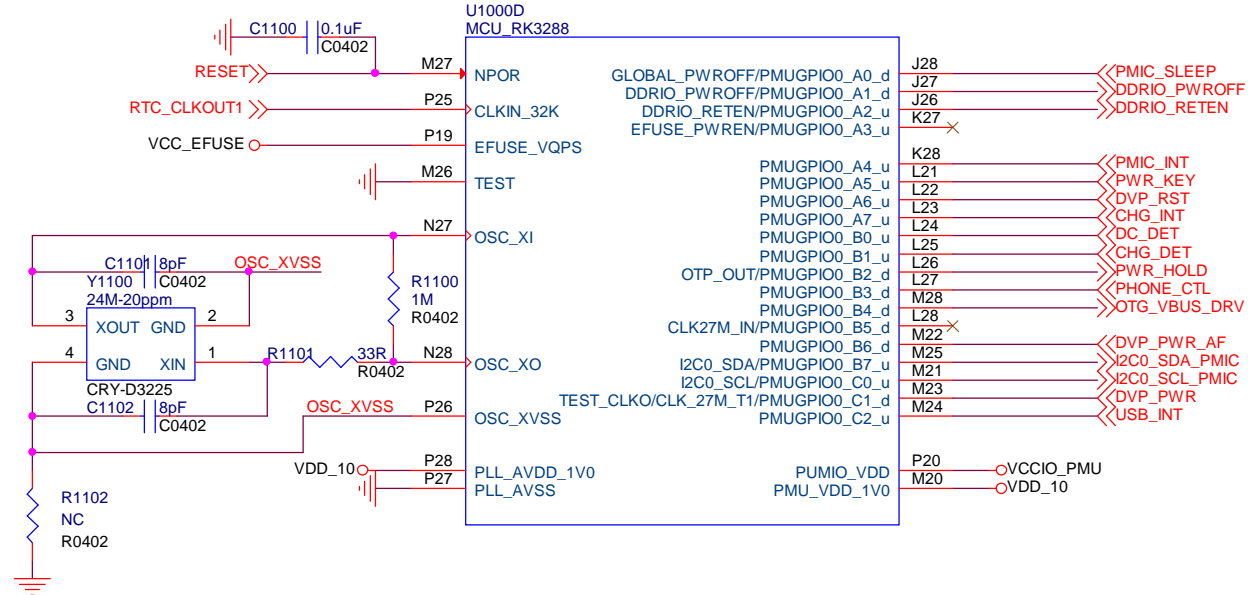 U1000D
MCU_RK3288
C1100
0.1uF
C0402
RESET
M27
NPOR
RTC_CLKOUT1
P25
CLKIN_32K
VCC_EFUSE
P19
EFUSE_VQPS
M26
TEST
N27
OSC_XI
C1101
8pF
OSC_XVSS
Y1100
C0402
24M-20ppm
3
XOUT
GND
2
4
GND
XIN
1
CRY-D3225
R1100
1M
R0402
R1101
33R
R0402
N28
OSC_XO
C1102
8pF
C0402
OSC_XVSS
P26
OSC_XVSS
VDD_10
P28
PLL_AVDD_1V0
P27
PLL_AVSS
R1102
NC
R0402
GLOBAL_PWROFF/PMUGPIO0_A0_d
J28
PMIC_SLEEP
DDRIO_PWROFF/PMUGPIO0_A1_d
J27
DDRIO_PWROFF
DDRIO_RETEN/PMUGPIO0_A2_u
J26
DDRIO_RETEN
EFUSE_PWREN/PMUGPIO0_A3_u
K27
PMUGPIO0_A4_u
K28
PMIC_INT
PMUGPIO0_A5_u
L21
PWR_KEY
PMUGPIO0_A6_u
L22
DVP_RST
PMUGPIO0_A7_u
L23
CHG_INT
PMUGPIO0_B0_u
L24
DC_DET
PMUGPIO0_B1_u
L25
CHG_DET
OTP_OUT/PMUGPIO0_B2_d
L26
PWR_HOLD
PMUGPIO0_B3_d
L27
PHONE_CTL
PMUGPIO0_B4_d
M28
OTG_VBUS_DRV
CLK27M_IN/PMUGPIO0_B5_d
L28
PMUGPIO0_B6_d
M22
DVP_PWR_AF
I2C0_SDA/PMUGPIO0_B7_u
M25
I2C0_SDA_PMIC
I2C0_SCL/PMUGPIO0_C0_u
M21
I2C0_SCL_PMIC
TEST_CLKO/CLK_27M_T1/PMUGPIO0_C1_d
M23
DVP_PWR
PMUGPIO0_C2_u
M24
USB_INT
PUMIO_VDD
P20
VCCIO_PMU
PMU_VDD_1V0
M20
VDD_10